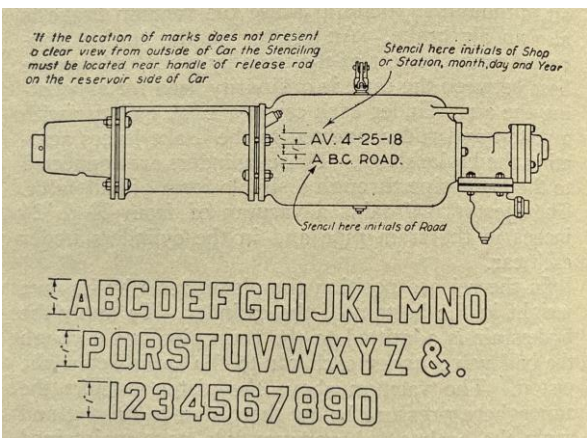 If the Location of marks does not present
a clear view from outside of Car the Stenciling
must be located near handle of release rod
on the reservoir side of Car
Stencil here initials of Shop
or Station, month, day and Year
AV. 4-25-18
A B.C. ROAD.
Stencil here initials of Road
ABCDEFGHIJKLMNO
PQRSTUVWXYZ &.
1234567890